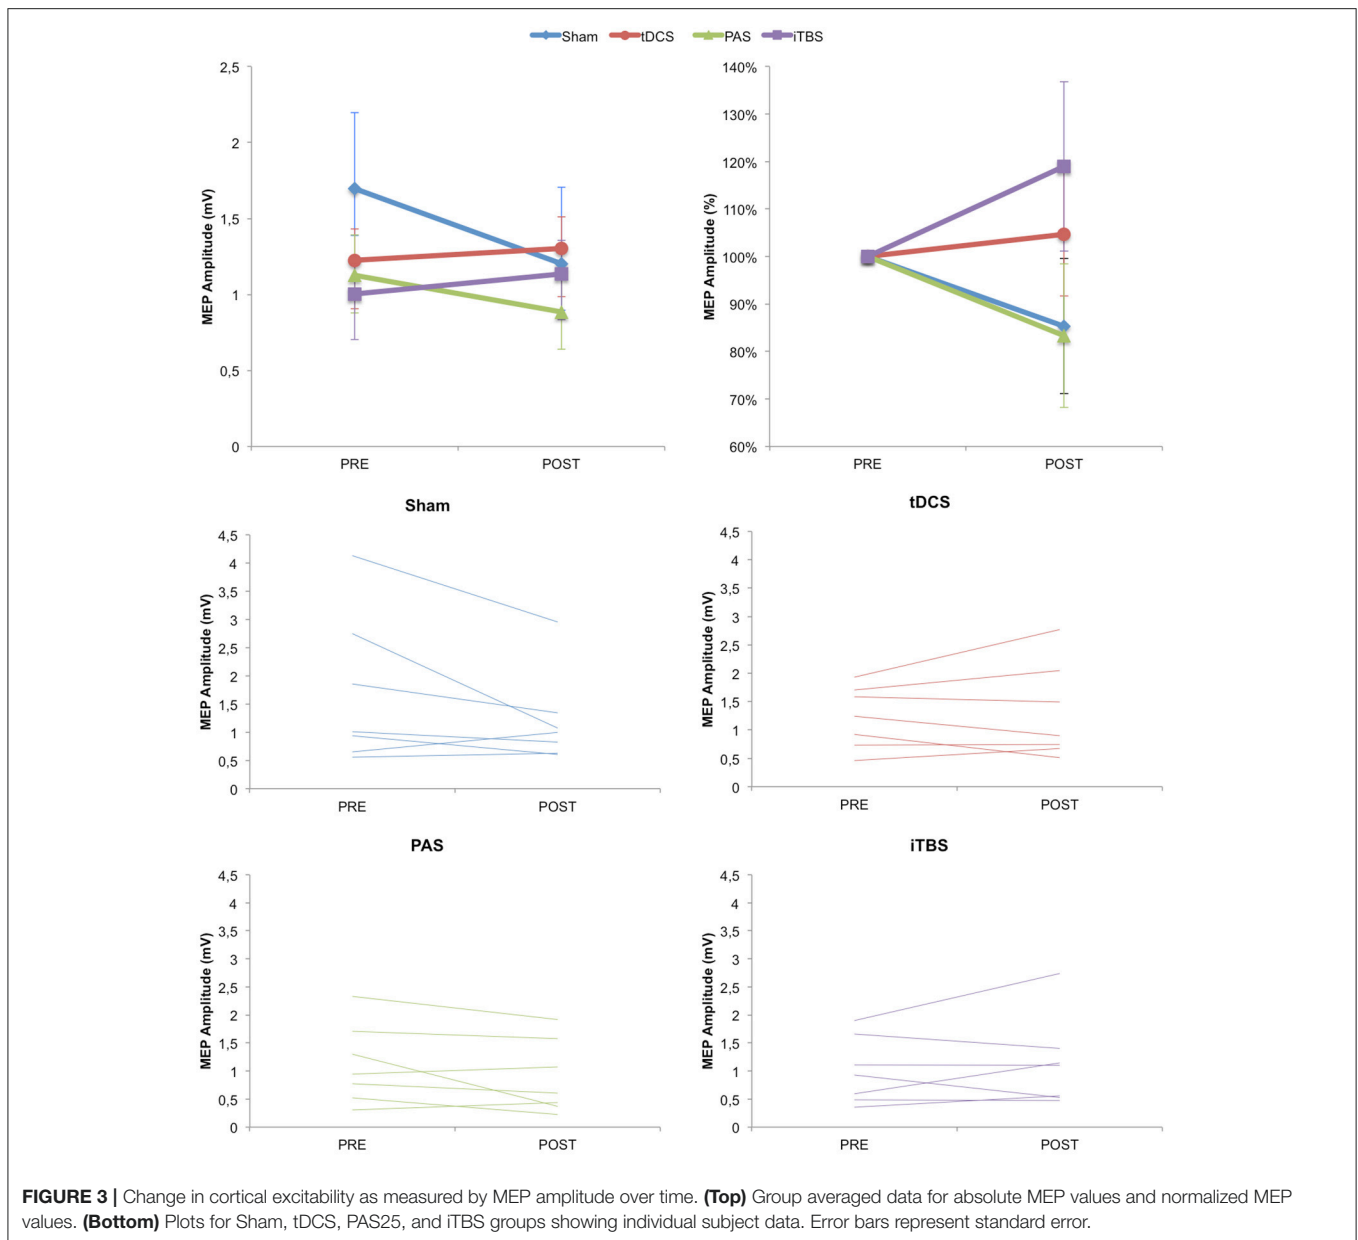 Sham tDCS PAS iTBS
MEP Amplitude (mV)
2,5
2
1,5
1
0,5
0
PRE POST
MEP Amplitude (%)
140%
130%
120%
110%
100%
90%
80%
70%
60%
PRE POST
Sham
MEP Amplitude (mV)
4,5
4
3,5
3
2,5
2
1,5
1
0,5
0
PRE POST
tDCS
MEP Amplitude (mV)
4,5
4
3,5
3
2,5
2
1,5
1
0,5
0
PRE POST
PAS
MEP Amplitude (mV)
4,5
4
3,5
3
2,5
2
1,5
1
0,5
0
PRE POST
iTBS
MEP Amplitude (mV)
4,5
4
3,5
3
2,5
2
1,5
1
0,5
0
PRE POST
FIGURE 3 | Change in cortical excitability as measured by MEP amplitude over time. (Top) Group averaged data for absolute MEP values and normalized MEP
values. (Bottom) Plots for Sham, tDCS, PAS25, and iTBS groups showing individual subject data. Error bars represent standard error.